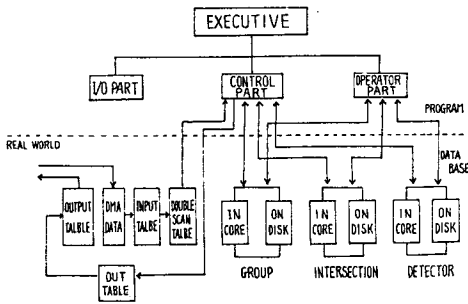 EXECUTIVE
I/O PART
CONTROL
PART
OPERATOR
PART
PROGRAM
REAL WORLD
DATA
BASE
OUTPUT
TALBLE
DMA
DATA
INPUT
TALBE
DOUBLE
SCAN
TALBE
IN
CORE
ON
DISK
IN
CORE
ON
DISK
IN
CORE
ON
DISK
OUT
TABLE
GROUP
INTERSECTION
DETECTOR